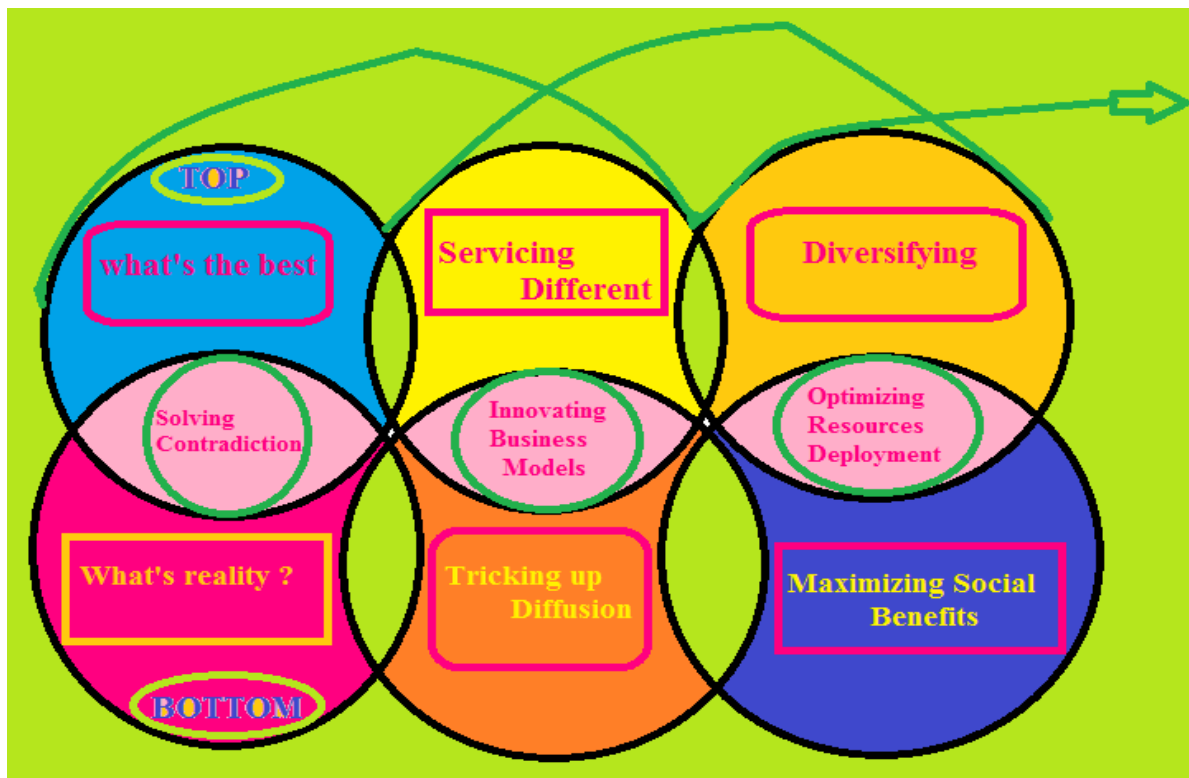 TOP
what's the best
Servicing
Different
Diversifying
Solving
Contradiction
Innovating
Business
Models
Optimizing
Resources
Deployment
What's reality ?
Tricking up
Diffusion
Maximizing Social
Benefits
BOTTOM